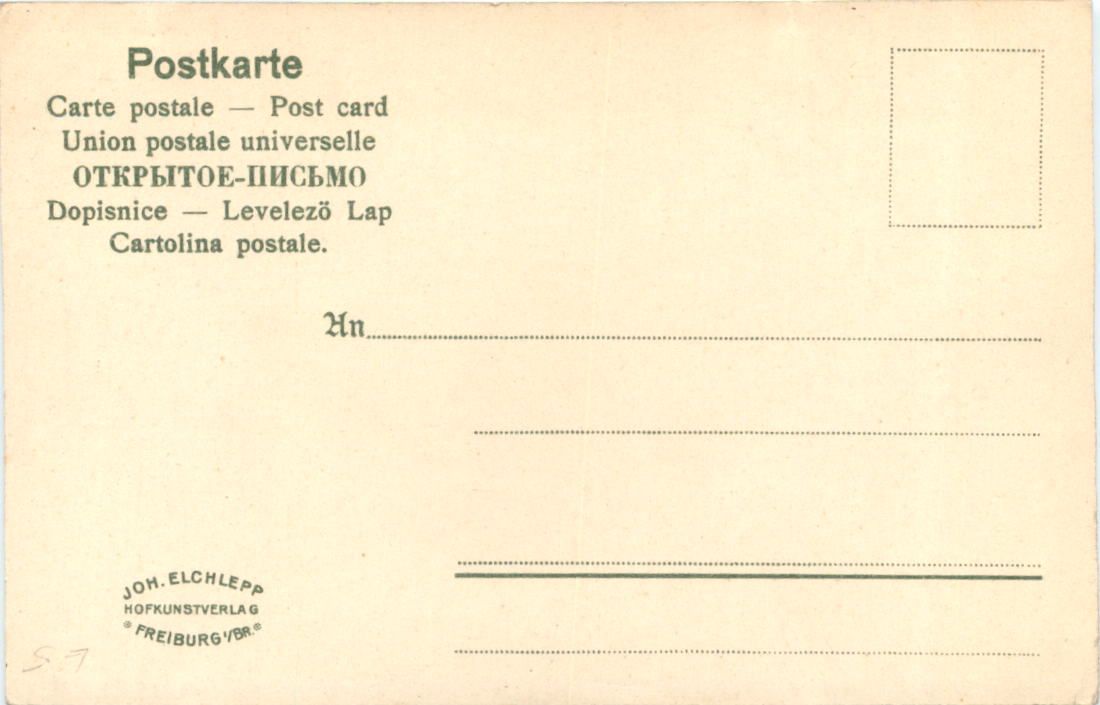 Postkarte
Carte postale — Post card
Union postale universelle
ОТКРЫТОЕ-ПИСЬМО
Dopisnice — Levelezö Lap
Cartolina postale.
An
JOH. ELCHLEPP
HOFKUNSTVERLAG
* FREIBURG I/BR. *